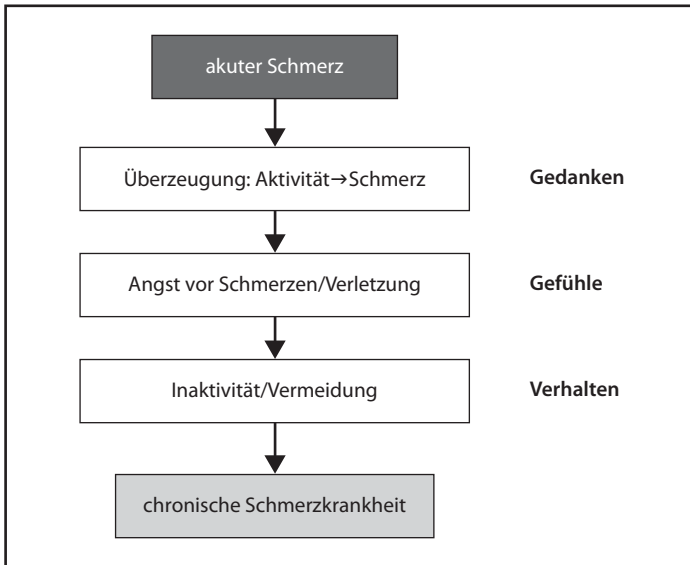 akuter Schmerz
Überzeugung: Aktivität→Schmerz
Gedanken
Angst vor Schmerzen/Verletzung
Gefühle
Inaktivität/Vermeidung
Verhalten
chronische Schmerzkrankheit